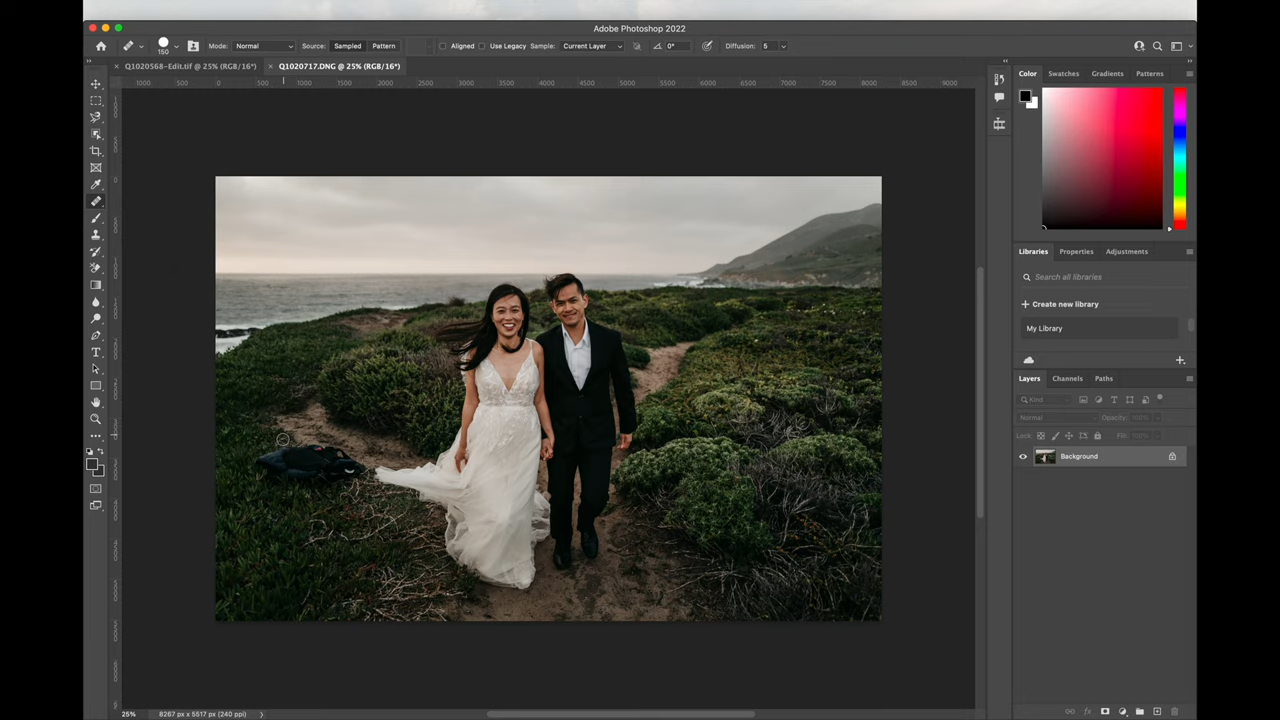 Adobe Photoshop 2022
150 Mode: Normal Source: Sampled Pattern Aligned Use Legacy Sample: Current Layer 0° Diffusion: 5
Q1020568-Edit.tif @ 25% (RGB/16*) Q1020717.DNG @ 25% (RGB/16*)
1000 500 0 500 1000 1500 2000 2500 3000 3500 4000 4500 5000 5500 6000 6500 7000 7500 8000 8500 9000
Color Swatches Gradients Patterns
Libraries Properties Adjustments
Search all libraries
Create new library
My Library
Layers Channels Paths
Kind
Normal Opacity: 100%
Lock: Fill: 100%
Background
25% 8267 px x 5517 px (240 ppi)